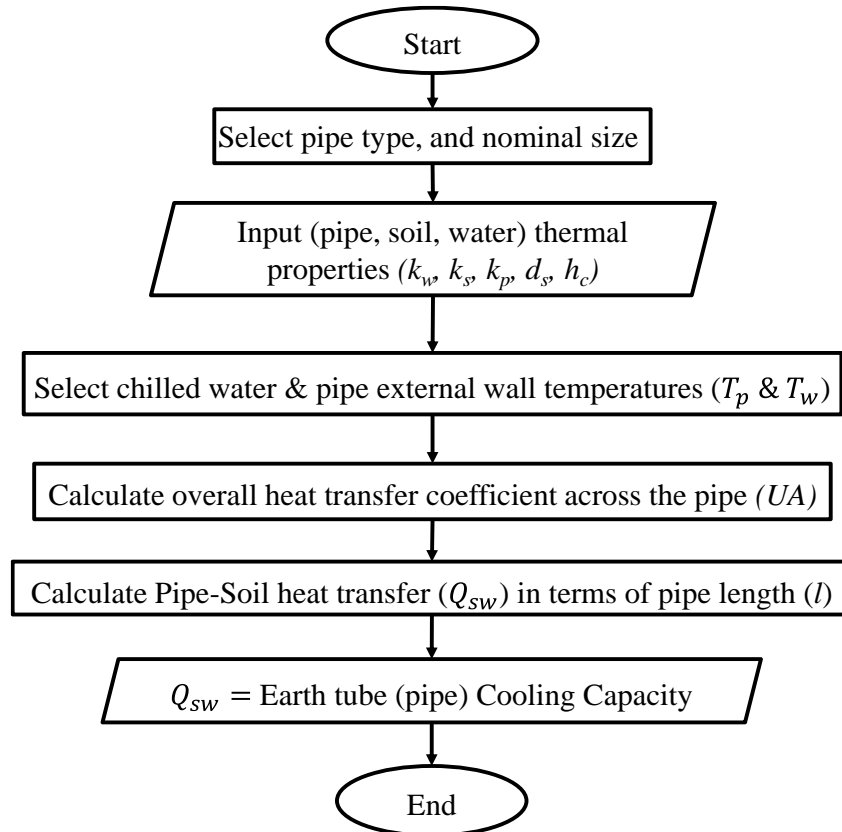 Start
Select pipe type, and nominal size
Input (pipe, soil, water) thermal
properties (k_w, k_s, k_p, d_s, h_c)
Select chilled water & pipe external wall temperatures (T_p & T_w)
Calculate overall heat transfer coefficient across the pipe (UA)
Calculate Pipe-Soil heat transfer (Q_sw) in terms of pipe length (l)
Q_sw = Earth tube (pipe) Cooling Capacity
End